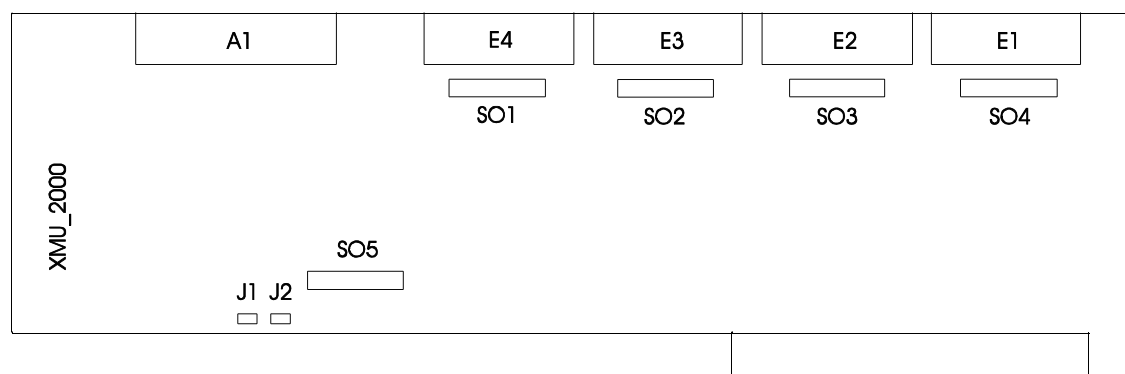 A1 E4 E3 E2 E1
SO1 SO2 SO3 SO4
XMU_2000
SO5
J1 J2